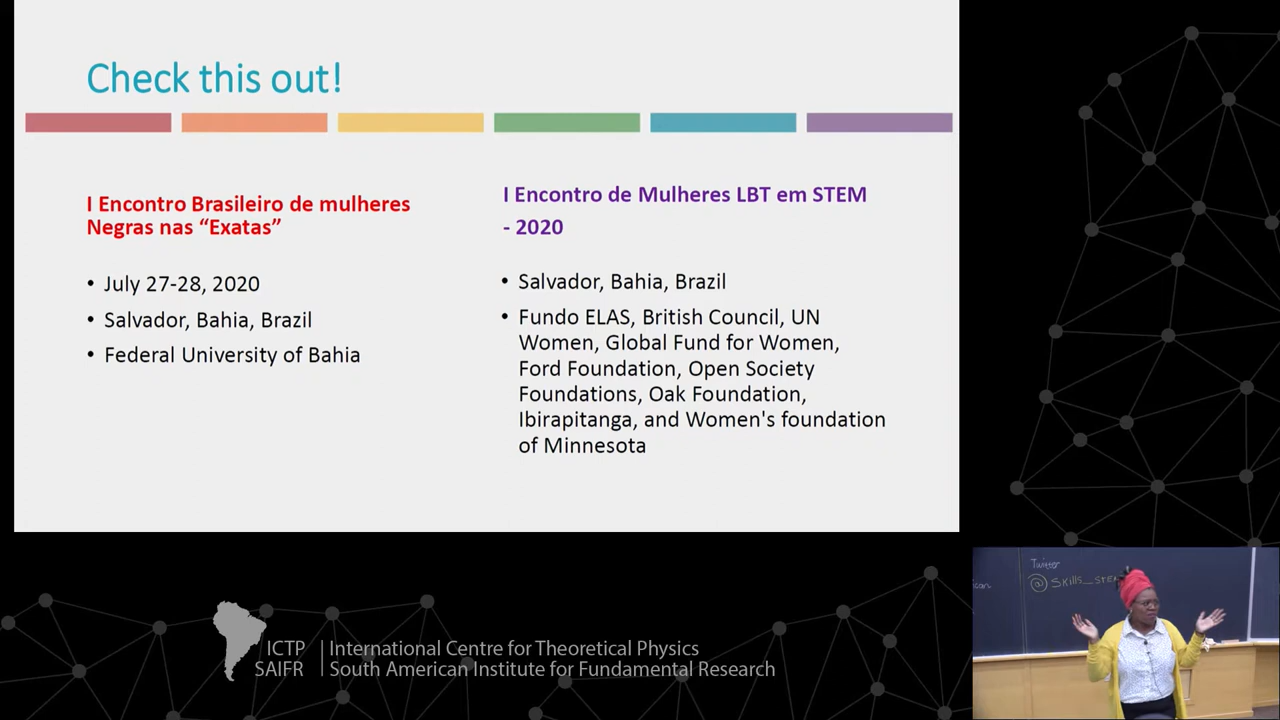 Check this out!
I Encontro Brasileiro de mulheres
Negras nas “Exatas”
• July 27-28, 2020
• Salvador, Bahia, Brazil
• Federal University of Bahia
I Encontro de Mulheres LBT em STEM
- 2020
• Salvador, Bahia, Brazil
• Fundo ELAS, British Council, UN
Women, Global Fund for Women,
Ford Foundation, Open Society
Foundations, Oak Foundation,
Ibirapitanga, and Women's foundation
of Minnesota
Twitter
@ Skills_STE
ICTP
SAIFR
International Centre for Theoretical Physics
South American Institute for Fundamental Research